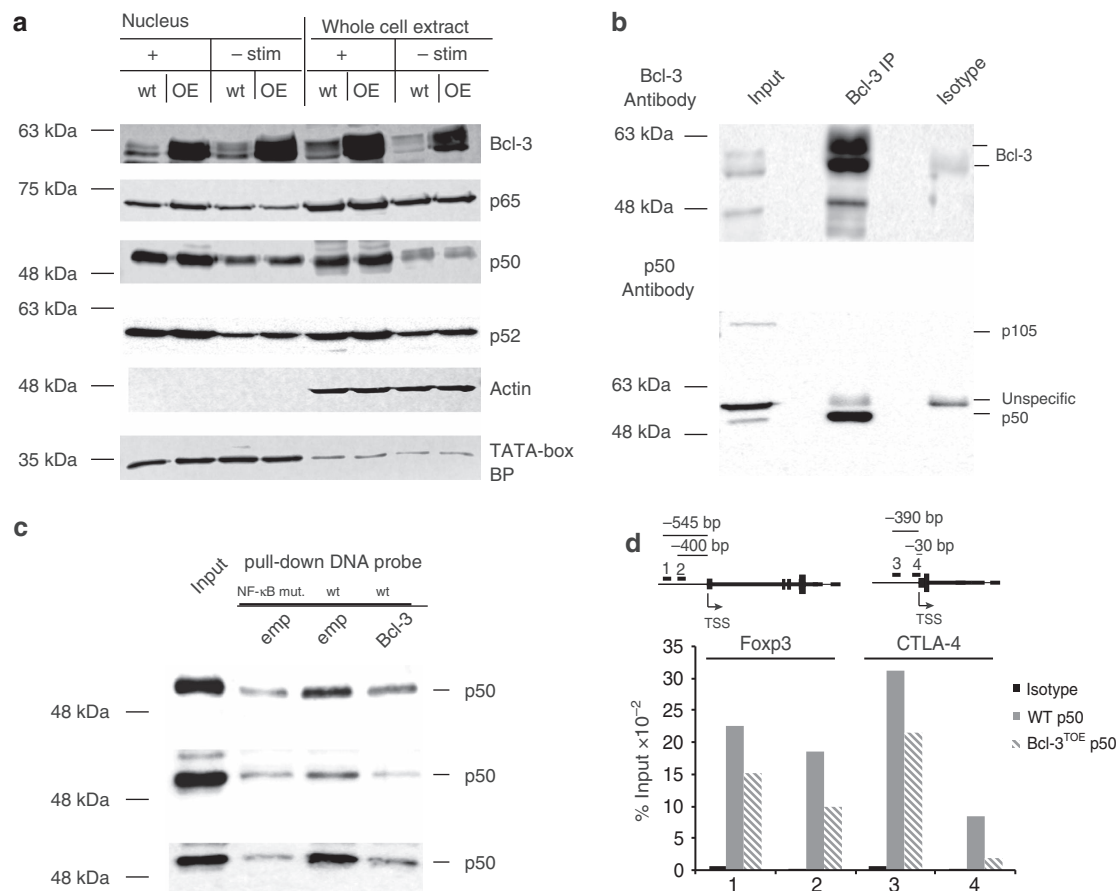 a
Nucleus
Whole cell extract
+
– stim
+
– stim
wt
OE
wt
OE
wt
OE
wt
OE
63 kDa
Bcl-3
75 kDa
p65
48 kDa
p50
63 kDa
p52
48 kDa
Actin
35 kDa
TATA-box
BP
b
Bcl-3
Antibody
Input
Bcl-3 IP
Isotype
63 kDa
Bcl-3
48 kDa
p50
Antibody
p105
63 kDa
Unspecific
p50
48 kDa
c
Input
pull-down DNA probe
NF-κB mut.
wt
wt
emp
emp
Bcl-3
p50
48 kDa
p50
48 kDa
p50
48 kDa
d
–545 bp
–400 bp
1 2
TSS
–390 bp
–30 bp
3 4
TSS
Foxp3
CTLA-4
% Input ×10⁻²
35
30
25
20
15
10
5
0
1
2
3
4
Isotype
WT p50
Bcl-3ᵀᴼᴱ p50